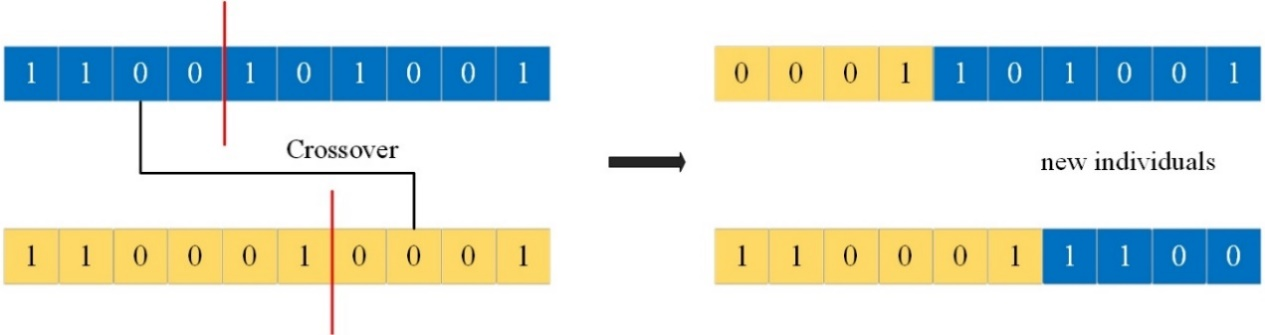 1 1 0 0 1 0 1 0 0 1
0 0 0 1 1 0 1 0 0 1
Crossover
new individuals
1 1 0 0 0 1 0 0 0 1
1 1 0 0 0 1 1 1 0 0